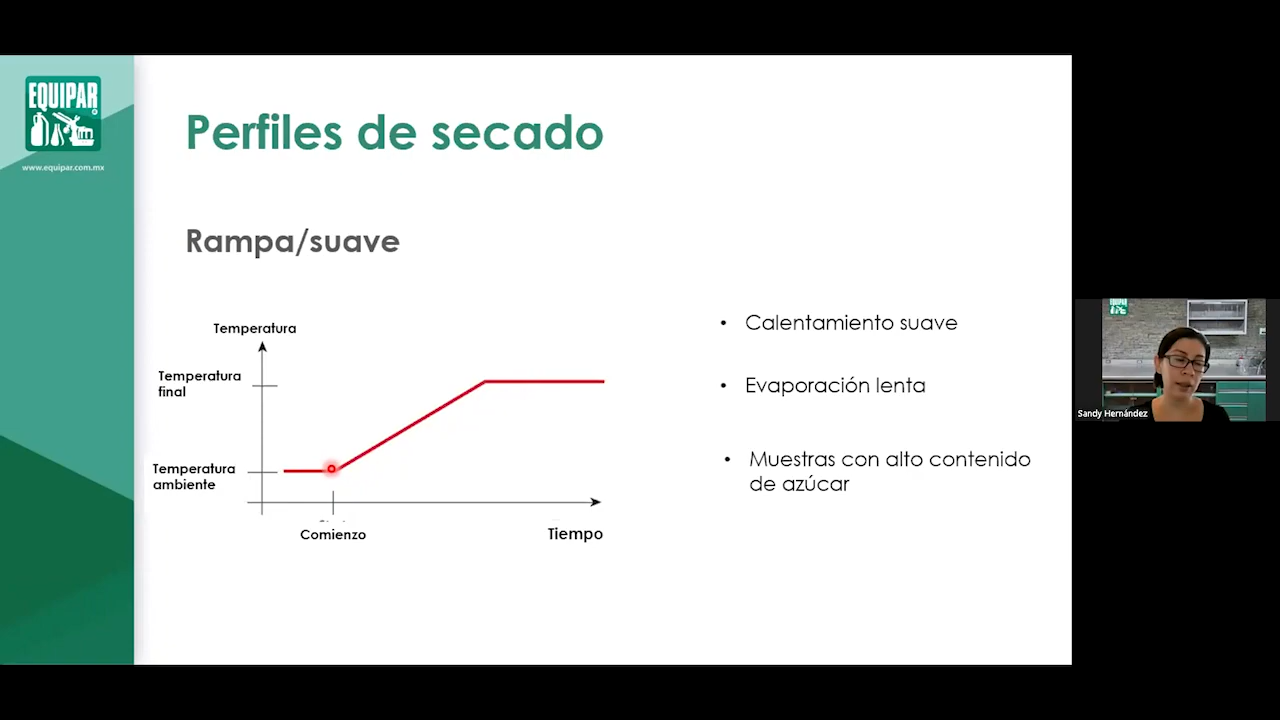 EQUIPAR
www.equipar.com.mx
Perfiles de secado
Rampa/suave
Temperatura
Temperatura
final
Temperatura
ambiente
Comienzo
Tiempo
• Calentamiento suave
• Evaporación lenta
• Muestras con alto contenido
de azúcar
EQUIPAR
Sandy Hernández